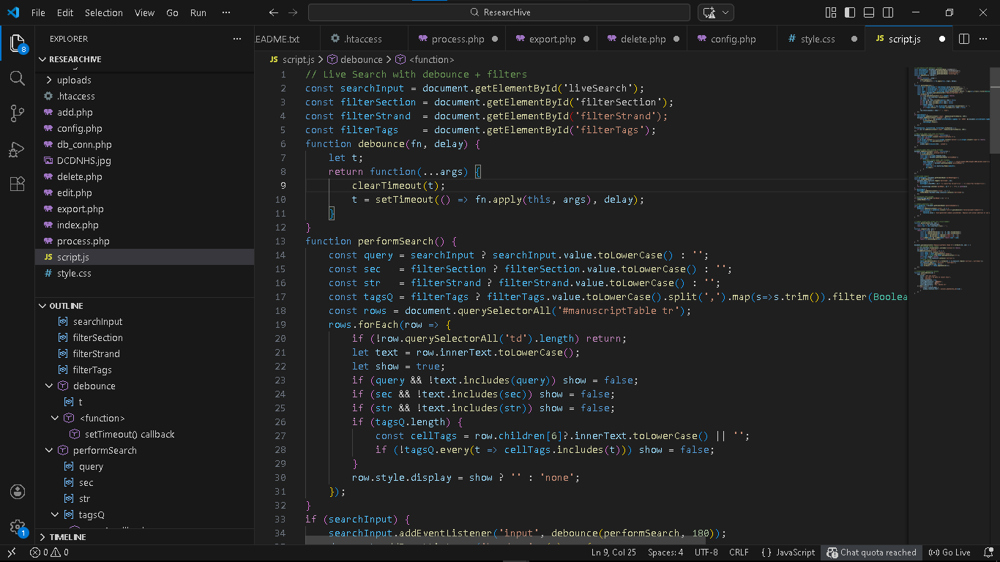 File Edit Selection View Go Run ···
ResearcHive
EXPLORER ···
RESEARCHIVE
uploads
.htaccess
add.php
config.php
db_conn.php
DCDNHS.jpg
delete.php
edit.php
export.php
index.php
process.php
script.js
style.css
OUTLINE
searchInput
filterSection
filterStrand
filterTags
debounce
t
<function>
setTimeout() callback
performSearch
query
sec
str
tagsQ
TIMELINE
8
1
EADME.txt .htaccess process.php export.php delete.php config.php style.css script.js
script.js > debounce > <function>
1 // Live Search with debounce + filters
2 const searchInput = document.getElementById('liveSearch');
3 const filterSection = document.getElementById('filterSection');
4 const filterStrand  = document.getElementById('filterStrand');
5 const filterTags    = document.getElementById('filterTags');
6 function debounce(fn, delay) {
7     let t;
8     return function(...args) {
9         clearTimeout(t);
10         t = setTimeout(() => fn.apply(this, args), delay);
11     }
12 }
13 function performSearch() {
14     const query = searchInput ? searchInput.value.toLowerCase() : '';
15     const sec   = filterSection ? filterSection.value.toLowerCase() : '';
16     const str   = filterStrand ? filterStrand.value.toLowerCase() : '';
17     const tagsQ = filterTags ? filterTags.value.toLowerCase().split(',').map(s=>s.trim()).filter(Boolea
18     const rows = document.querySelectorAll('#manuscriptTable tr');
19     rows.forEach(row => {
20         if (!row.querySelectorAll('td').length) return;
21         let text = row.innerText.toLowerCase();
22         let show = true;
23         if (query && !text.includes(query)) show = false;
24         if (sec && !text.includes(sec)) show = false;
25         if (str && !text.includes(str)) show = false;
26         if (tagsQ.length) {
27             const cellTags = row.children[6]?.innerText.toLowerCase() || '';
28             if (!tagsQ.every(t => cellTags.includes(t))) show = false;
29         }
30         row.style.display = show ? '' : 'none';
31     });
32 }
33 if (searchInput) {
34     searchInput.addEventListener('input', debounce(performSearch, 180));
0 0 Ln 9, Col 25 Spaces: 4 UTF-8 CRLF {} JavaScript Chat quota reached Go Live